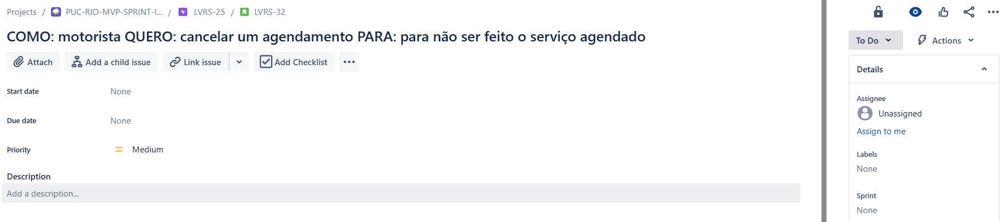 Projects / PUC-RIO-MVP-SPRINT-I... / LVRS-25 / LVRS-32
COMO: motorista QUERO: cancelar um agendamento PARA: para não ser feito o serviço agendado
Attach Add a child issue Link issue Add Checklist
Start date None
Due date None
Priority Medium
Description
Add a description...
To Do Actions
Details
Assignee
Unassigned
Assign to me
Labels
None
Sprint
None